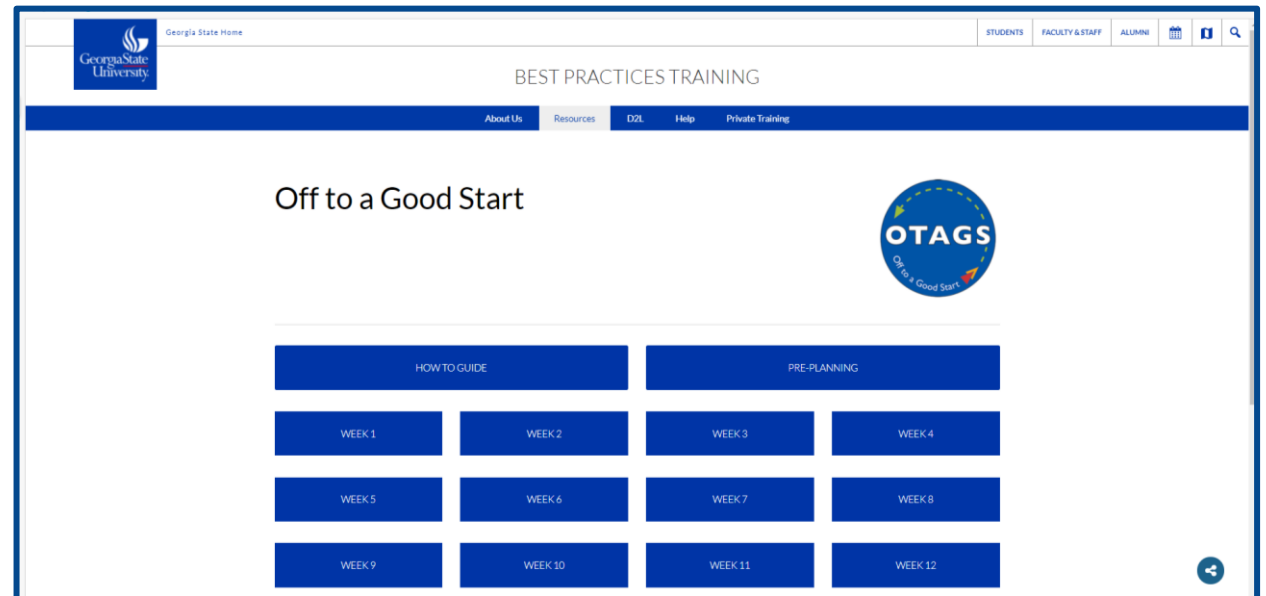 Georgia State Home
STUDENTS FACULTY & STAFF ALUMNI
GeorgiaState
University
BEST PRACTICES TRAINING
About Us Resources D2L Help Private Training
Off to a Good Start
OTAGS
Off to a Good Start
HOW TO GUIDE PRE-PLANNING
WEEK 1 WEEK 2 WEEK 3 WEEK 4
WEEK 5 WEEK 6 WEEK 7 WEEK 8
WEEK 9 WEEK 10 WEEK 11 WEEK 12